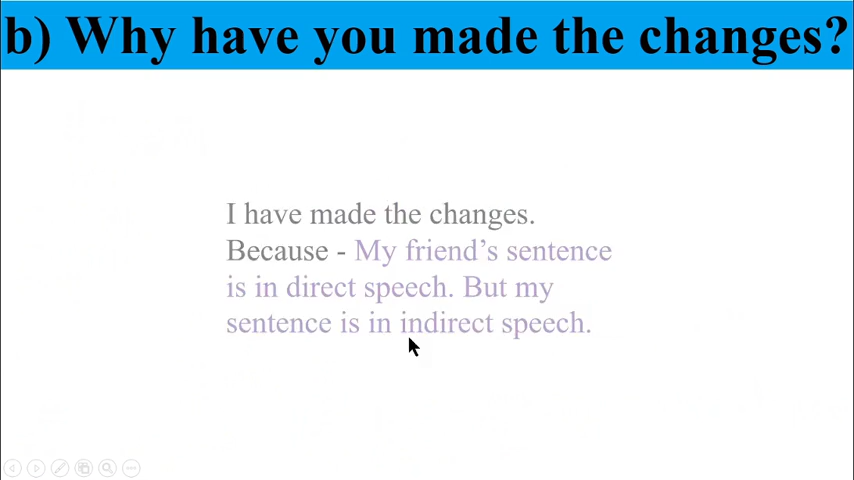 b) Why have you made the changes?
I have made the changes.
Because - My friend’s sentence
is in direct speech. But my
sentence is in indirect speech.